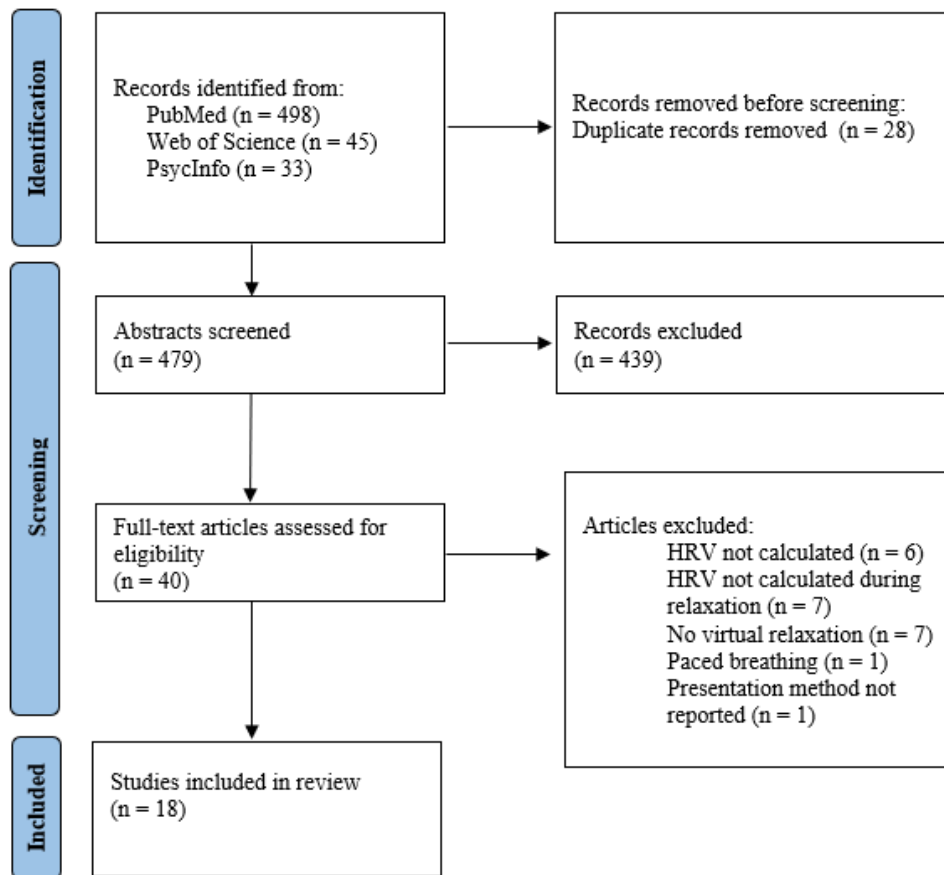 Identification
Records identified from:
PubMed (n = 498)
Web of Science (n = 45)
PsycInfo (n = 33)
Records removed before screening:
Duplicate records removed (n = 28)
Screening
Abstracts screened
(n = 479)
Records excluded
(n = 439)
Full-text articles assessed for
eligibility
(n = 40)
Articles excluded:
HRV not calculated (n = 6)
HRV not calculated during
relaxation (n = 7)
No virtual relaxation (n = 7)
Paced breathing (n = 1)
Presentation method not
reported (n = 1)
Included
Studies included in review
(n = 18)